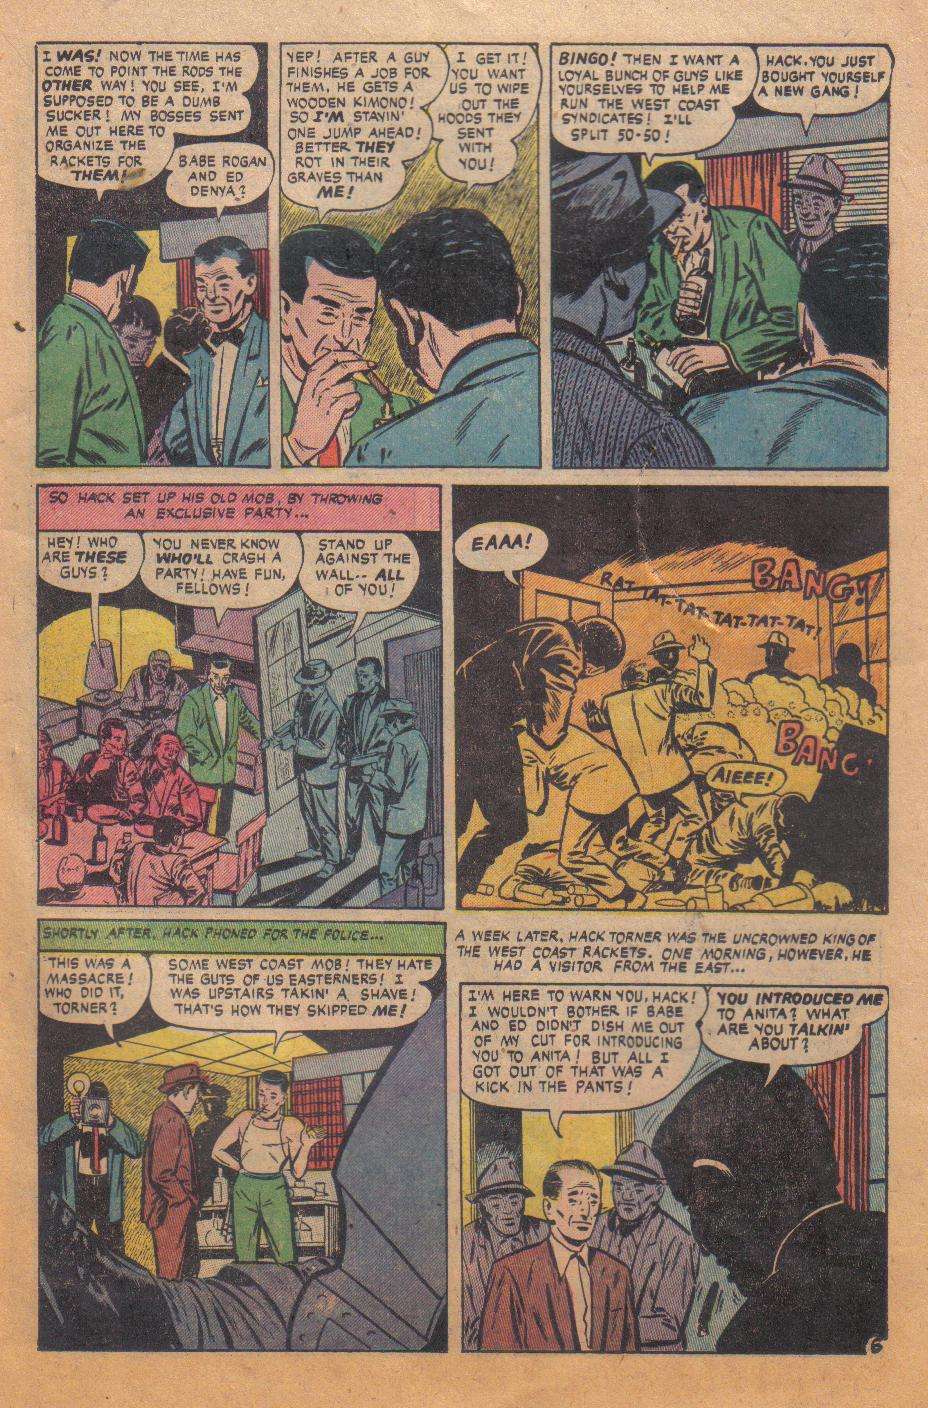 I WAS! NOW THE TIME HAS
COME TO POINT THE RODS THE
OTHER WAY! YOU SEE, I'M
SUPPOSED TO BE A DUMB
SUCKER! MY BOSSES SENT
ME OUT HERE TO
ORGANIZE THE
RACKETS FOR
THEM!
BABE ROGAN
AND ED
DENYA?
YEP! AFTER A GUY
FINISHES A JOB FOR
THEM, HE GETS A
WOODEN KIMONO!
SO I'M STAYIN'
ONE JUMP AHEAD!
BETTER THEY
ROT IN THEIR
GRAVES THAN
ME!
I GET IT!
YOU WANT
US TO WIPE
OUT THE
HOODS THEY
SENT
WITH
YOU!
BINGO! THEN I WANT A
LOYAL BUNCH OF GUYS LIKE
YOURSELVES TO HELP ME
RUN THE WEST COAST
SYNDICATES! I'LL
SPLIT 50-50!
HACK, YOU JUST
BOUGHT YOURSELF
A NEW GANG!
SO HACK SET UP HIS OLD MOB, BY THROWING
AN EXCLUSIVE PARTY...
HEY! WHO
ARE THESE
GUYS?
YOU NEVER KNOW
WHO'LL CRASH A
PARTY! HAVE FUN,
FELLOWS!
STAND UP
AGAINST THE
WALL-- ALL
OF YOU!
EAAA!
RAT-TAT-TAT-TAT-TAT-TAT!
BANG!
BANG!
AIEEE!
SHORTLY AFTER, HACK PHONED FOR THE POLICE...
THIS WAS A
MASSACRE!
WHO DID IT,
TORNER?
SOME WEST COAST MOB! THEY HATE
THE GUTS OF US EASTERNERS! I
WAS UPSTAIRS TAKIN' A SHAVE!
THAT'S HOW THEY SKIPPED ME!
A WEEK LATER, HACK TORNER WAS THE UNCROWNED KING OF
THE WEST COAST RACKETS. ONE MORNING, HOWEVER, HE
HAD A VISITOR FROM THE EAST...
I'M HERE TO WARN YOU, HACK!
I WOULDN'T BOTHER IF BABE
AND ED DIDN'T DISH ME OUT
OF MY CUT FOR INTRODUCING
YOU TO ANITA! BUT ALL I
GOT OUT OF THAT WAS A
KICK IN THE PANTS!
YOU INTRODUCED ME
TO ANITA? WHAT
ARE YOU TALKIN'
ABOUT?
6